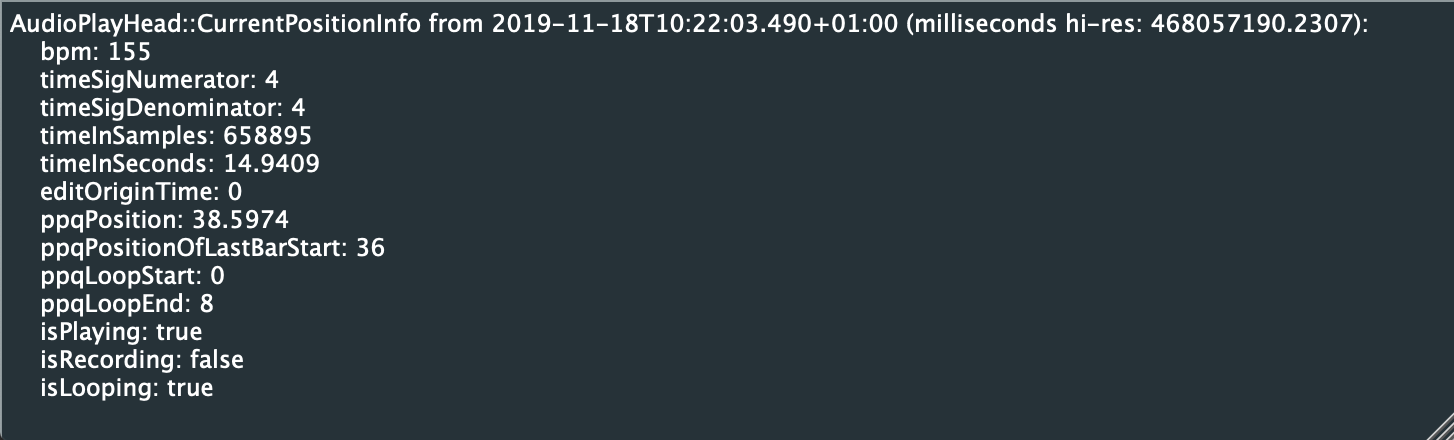 AudioPlayHead::CurrentPositionInfo from 2019-11-18T10:22:03.490+01:00 (milliseconds hi-res: 468057190.2307):
bpm: 155
timeSigNumerator: 4
timeSigDenominator: 4
timeInSamples: 658895
timeInSeconds: 14.9409
editOriginTime: 0
ppqPosition: 38.5974
ppqPositionOfLastBarStart: 36
ppqLoopStart: 0
ppqLoopEnd: 8
isPlaying: true
isRecording: false
isLooping: true